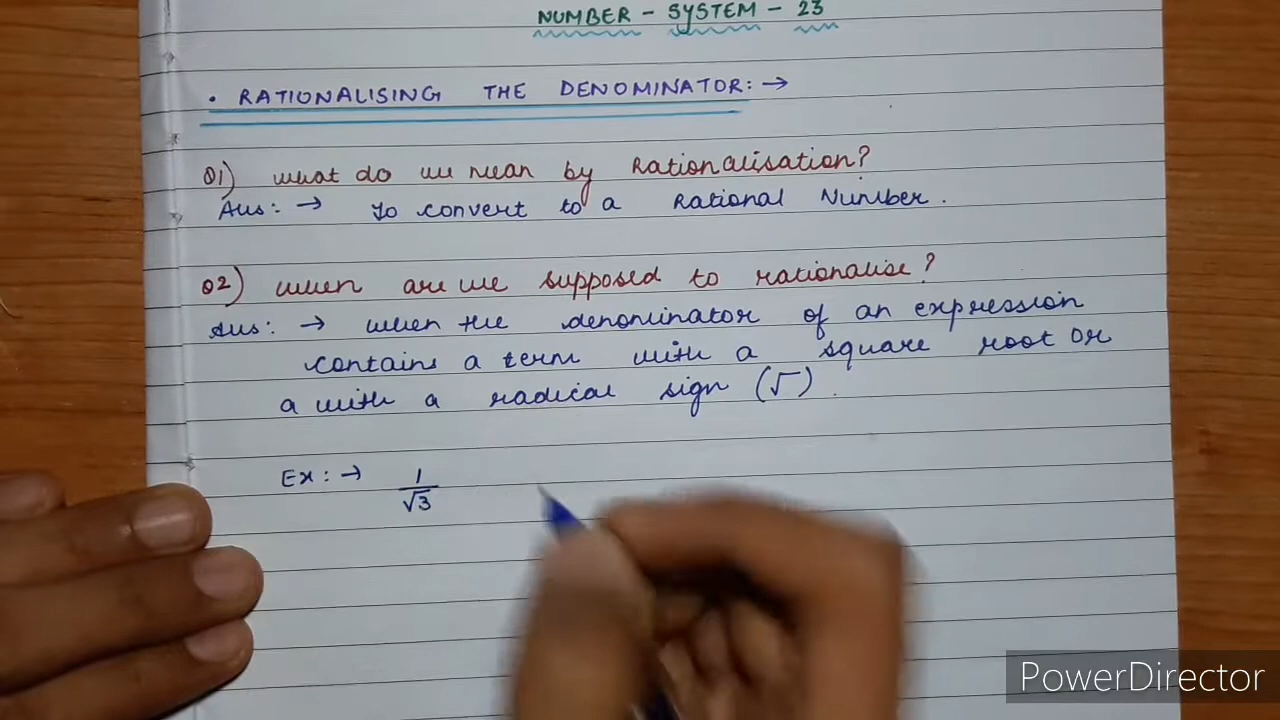 NUMBER - SYSTEM - 23
• RATIONALISING THE DENOMINATOR: →
Q1) What do we mean by Rationalisation?
Ans: → To convert to a Rational Number.
Q2) When are we supposed to rationalise?
Ans: → When the denominator of an expression
contains a term with a square root or
a with a radical sign (√).
Ex: → 1/√3
PowerDirector